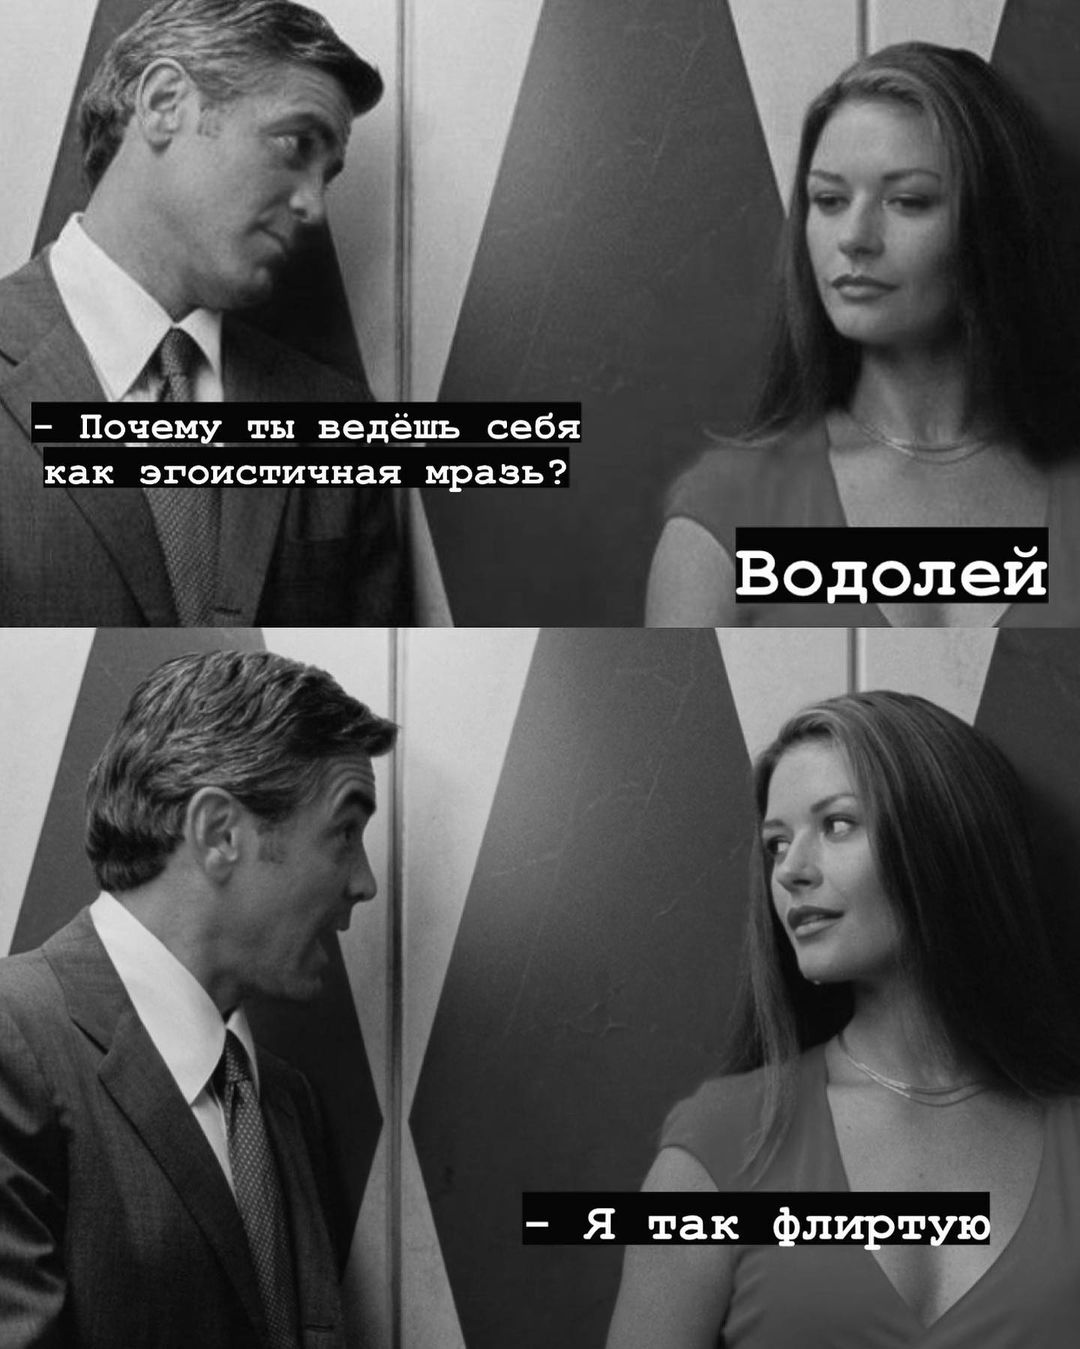 - Почему ты ведёшь себя
как эгоистичная мразь?
Водолей
- Я так флиртую